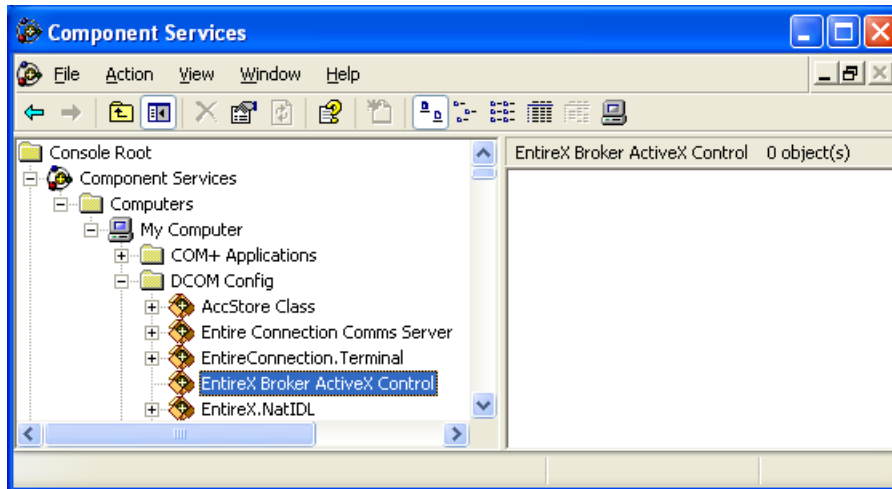 Component Services
File Action View Window Help
Console Root
Component Services
Computers
My Computer
COM+ Applications
DCOM Config
AccStore Class
Entire Connection Comms Server
EntireConnection.Terminal
EntireX Broker ActiveX Control
EntireX.NatIDL
EntireX Broker ActiveX Control 0 object(s)